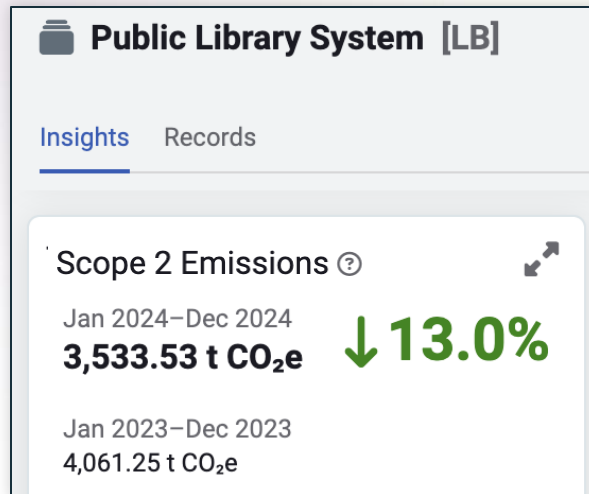 Public Library System [LB]
Insights Records
Scope 2 Emissions ?
Jan 2024–Dec 2024
3,533.53 t CO₂e ↓13.0%
Jan 2023–Dec 2023
4,061.25 t CO₂e